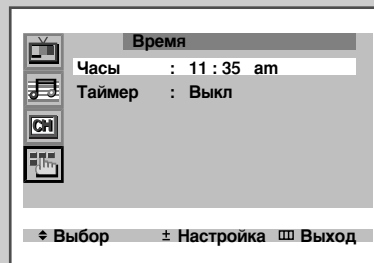 Время
Часы : 11 : 35 am
Таймер : Выкл
CH
Выбор ± Настройка Выход